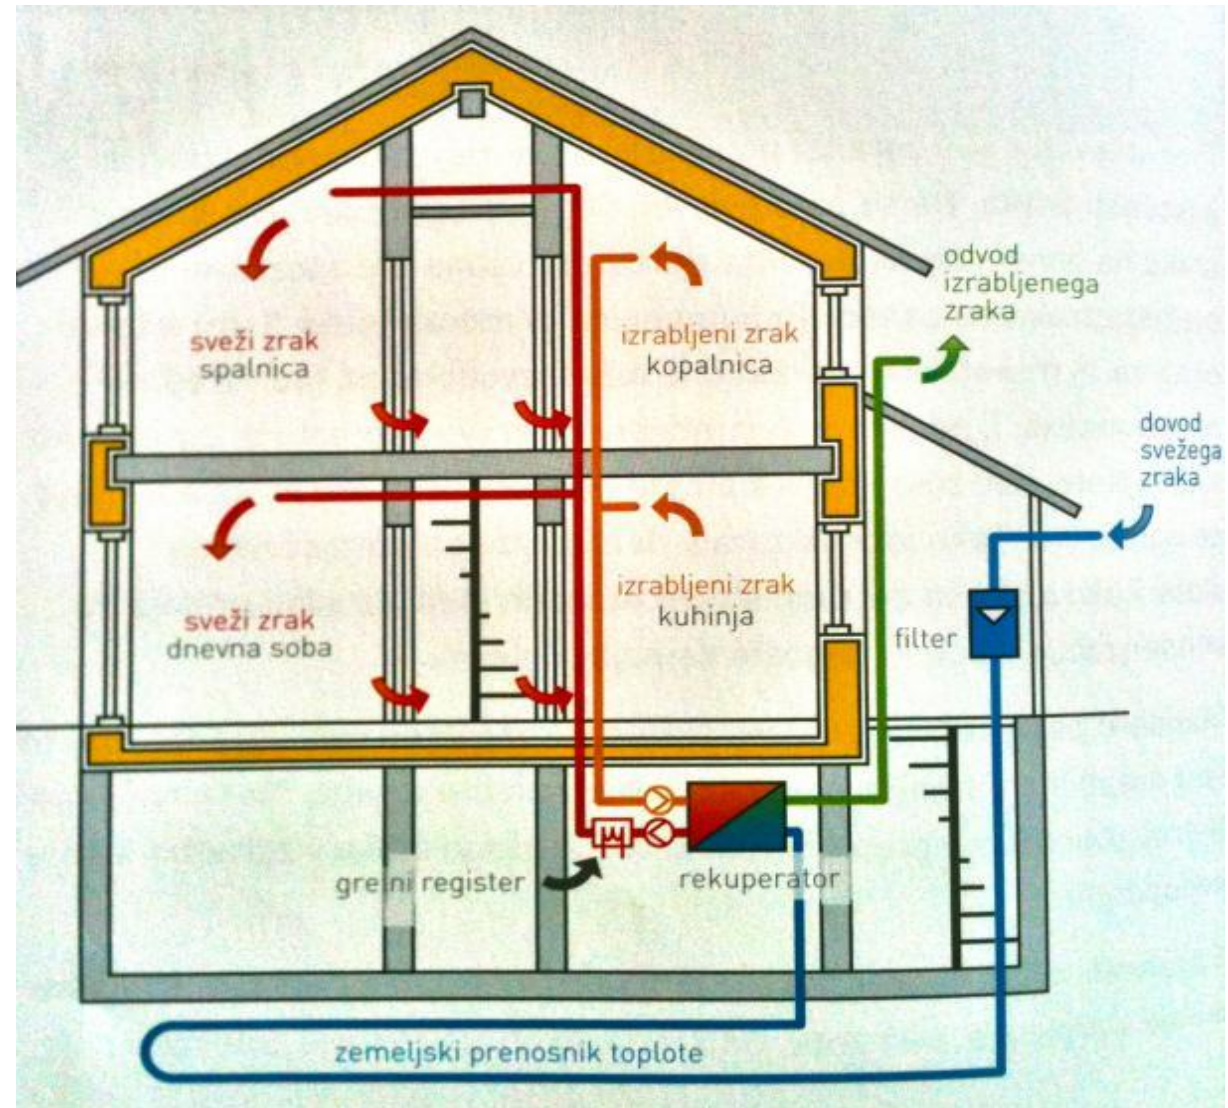 odvod
izrabljenega
zraka
sveži zrak
spalnica
izrabljeni zrak
kopalnica
dovod
svežega
zraka
izrabljeni zrak
kuhinja
sveži zrak
dnevna soba
filter
grelni register
rekuperator
zemeljski prenosnik toplote